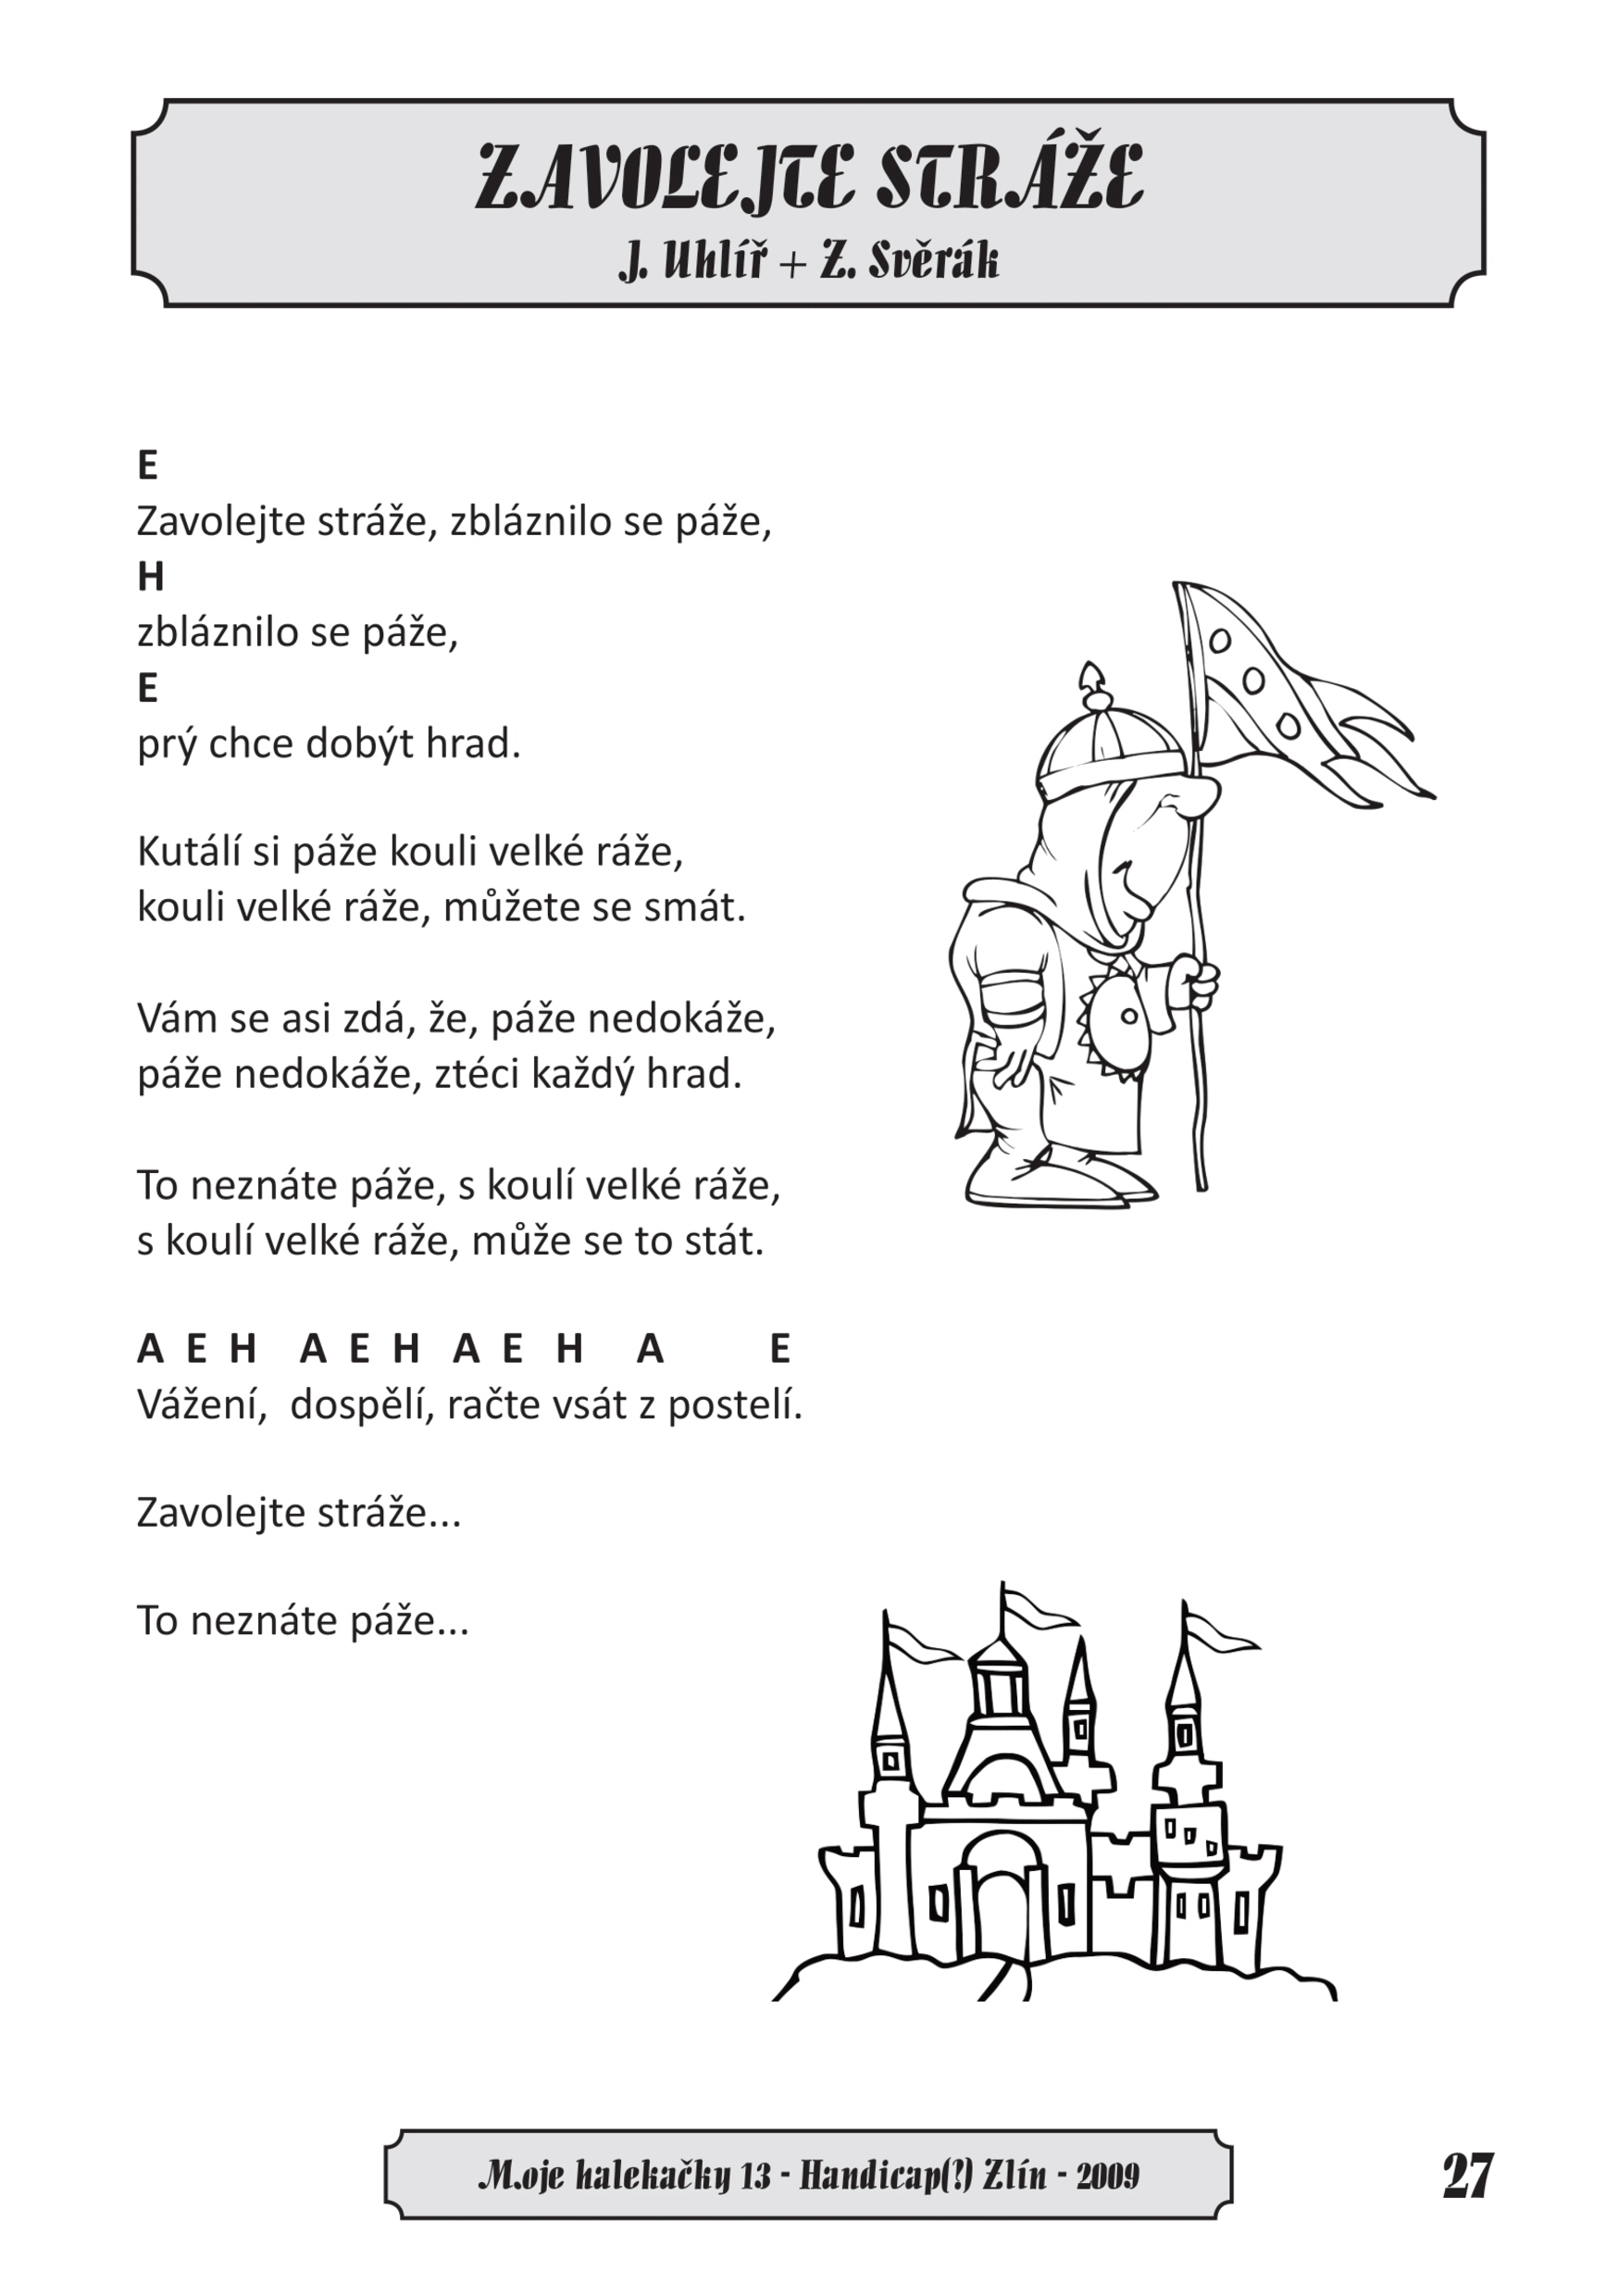 ZAVOLEJTE STRÁŽE
J. Uhlíř + Z. Svěrák
E
Zavolejte stráže, zbláznilo se páže,
H
zbláznilo se páže,
E
prý chce dobýt hrad.
Kutálí si páže kouli velké ráže,
kouli velké ráže, můžete se smát.
Vám se asi zdá, že, páže nedokáže,
páže nedokáže, ztéci každý hrad.
To neznáte páže, s koulí velké ráže,
s koulí velké ráže, může se to stát.
A E H A E H A E H A E
Vážení, dospělí, račte vsát z postelí.
Zavolejte stráže...
To neznáte páže...
M.oje halekačky 13 - Handicap(?) Zlín - 2009
27